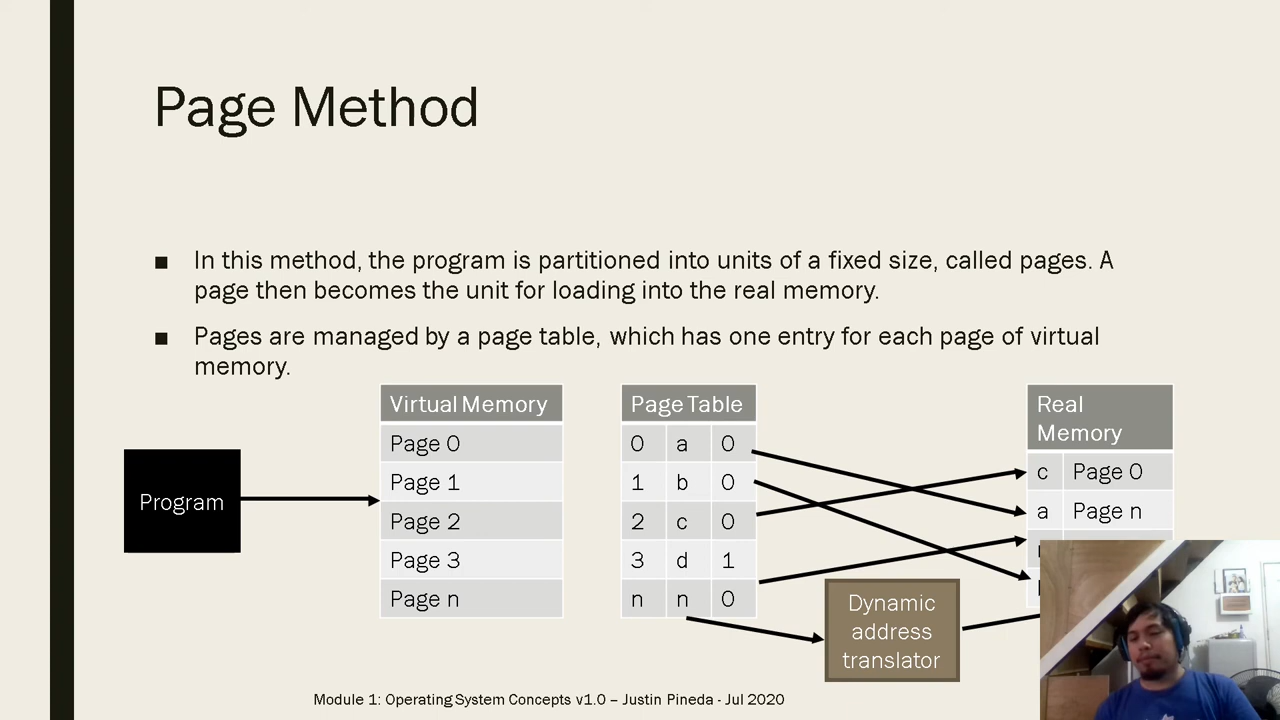 Page Method
■ In this method, the program is partitioned into units of a fixed size, called pages. A
page then becomes the unit for loading into the real memory.
■ Pages are managed by a page table, which has one entry for each page of virtual
memory.
Program
Virtual Memory
Page 0
Page 1
Page 2
Page 3
Page n
Page Table
0 a 0
1 b 0
2 c 0
3 d 1
n n 0
Dynamic
address
translator
Real
Memory
c Page 0
a Page n
Module 1: Operating System Concepts v1.0 – Justin Pineda - Jul 2020